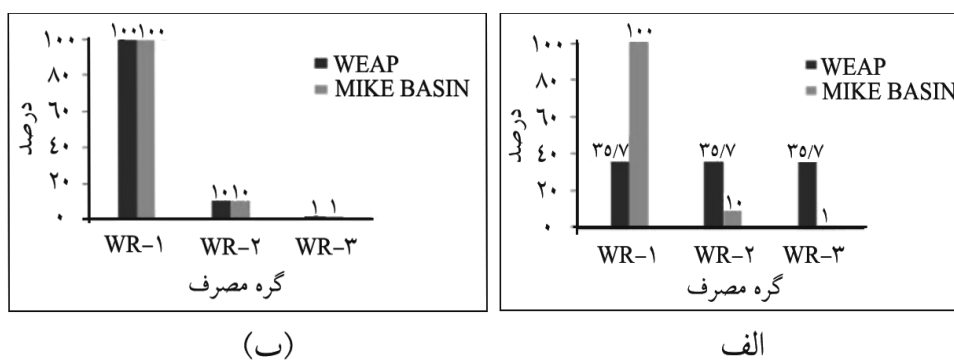 ۱۰۰
۸۰
۶۰
۴۰
۲۰
۰
درصد
۱۰۰ ۱۰۰
۱۰ ۱۰
۱ ۱
WEAP
MIKE BASIN
WR-۱ WR-۲ WR-۳
گره مصرف
(ب)
۱۰۰
۸۰
۶۰
۴۰
۲۰
۰
درصد
۳۵/۷ ۱۰۰
۳۵/۷ ۱۰
۳۵/۷ ۱
WEAP
MIKE BASIN
WR-۱ WR-۲ WR-۳
گره مصرف
الف